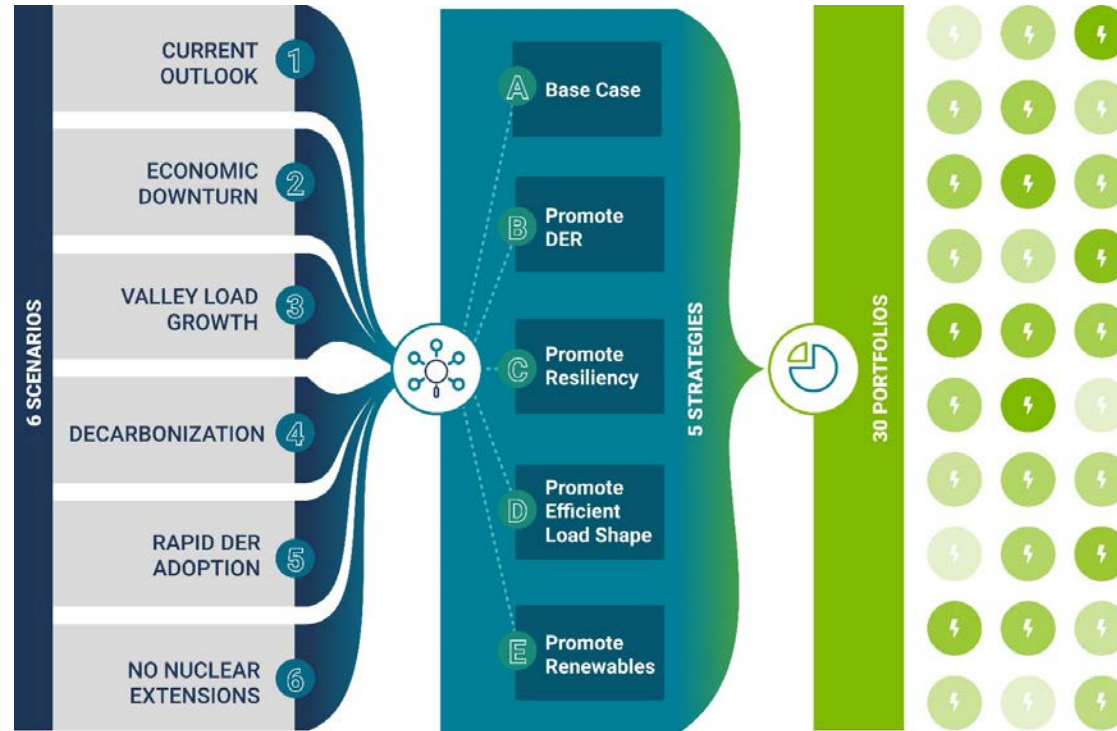 6 SCENARIOS
CURRENT
OUTLOOK
1
ECONOMIC
DOWNTURN
2
VALLEY LOAD
GROWTH
3
DECARBONIZATION
4
RAPID DER
ADOPTION
5
NO NUCLEAR
EXTENSIONS
6
A
Base Case
B
Promote
DER
C
Promote
Resiliency
D
Promote
Efficient
Load Shape
E
Promote
Renewables
5 STRATEGIES
30 PORTFOLIOS